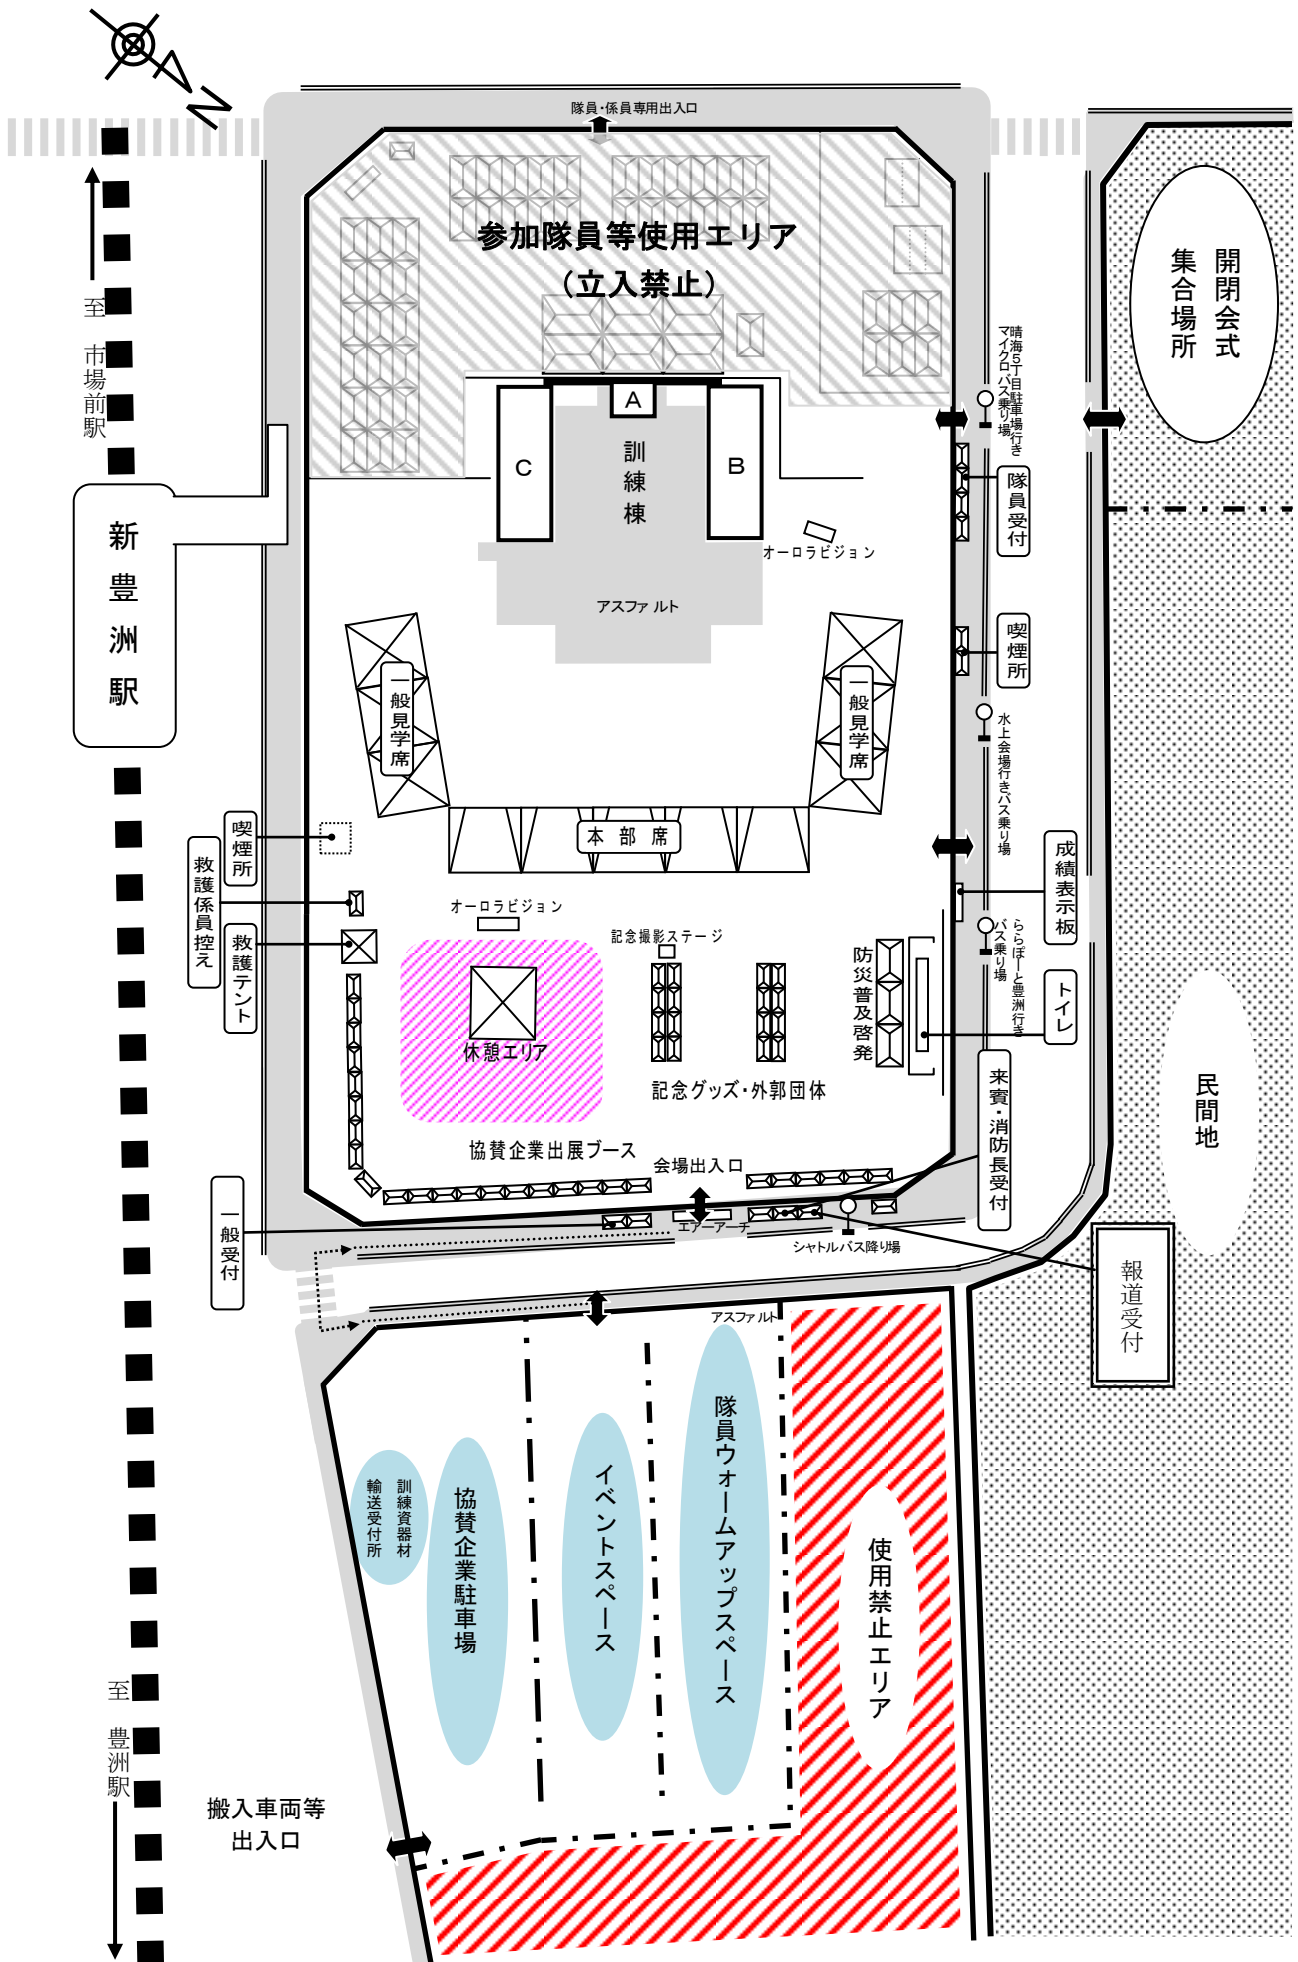 N
隊員・係員専用出入口
参加隊員等使用エリア
（立入禁止）
開閉会式
集合場所
至　市場前駅
晴海5丁目駐車場行き
マイクロバス乗り場
A
B
C
訓練棟
隊員受付
新豊洲駅
オーロラビジョン
アスファルト
喫煙所
一般見学席
一般見学席
水上会場行きバス乗り場
本部席
喫煙所
救護係員控え
救護テント
成績表示板
オーロラビジョン
記念撮影ステージ
ららぽーと豊洲行き
バス乗り場
防災普及啓発
トイレ
休憩エリア
記念グッズ・外郭団体
来賓・消防長受付
民間地
協賛企業出展ブース
会場出入口
一般受付
エアーアーチ
シャトルバス降り場
報道受付
アスファルト
訓練資器材
輸送受付所
協賛企業駐車場
イベントスペース
隊員ウォームアップスペース
使用禁止エリア
至　豊洲駅
搬入車両等
出入口